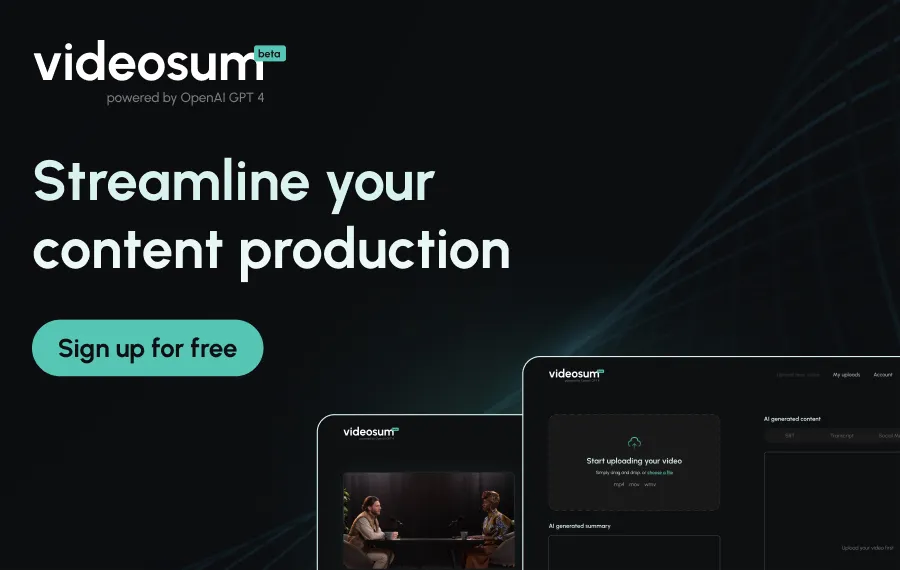 videosum beta
powered by OpenAI GPT 4
Streamline your
content production
Sign up for free
videosum
videosum
My uploads
Account
Start uploading your video
Simply drag and drop, or choose a file
.mp4 .mov .wmv
AI generated summary
AI generated content
SRT
Transcript
Upload your video first